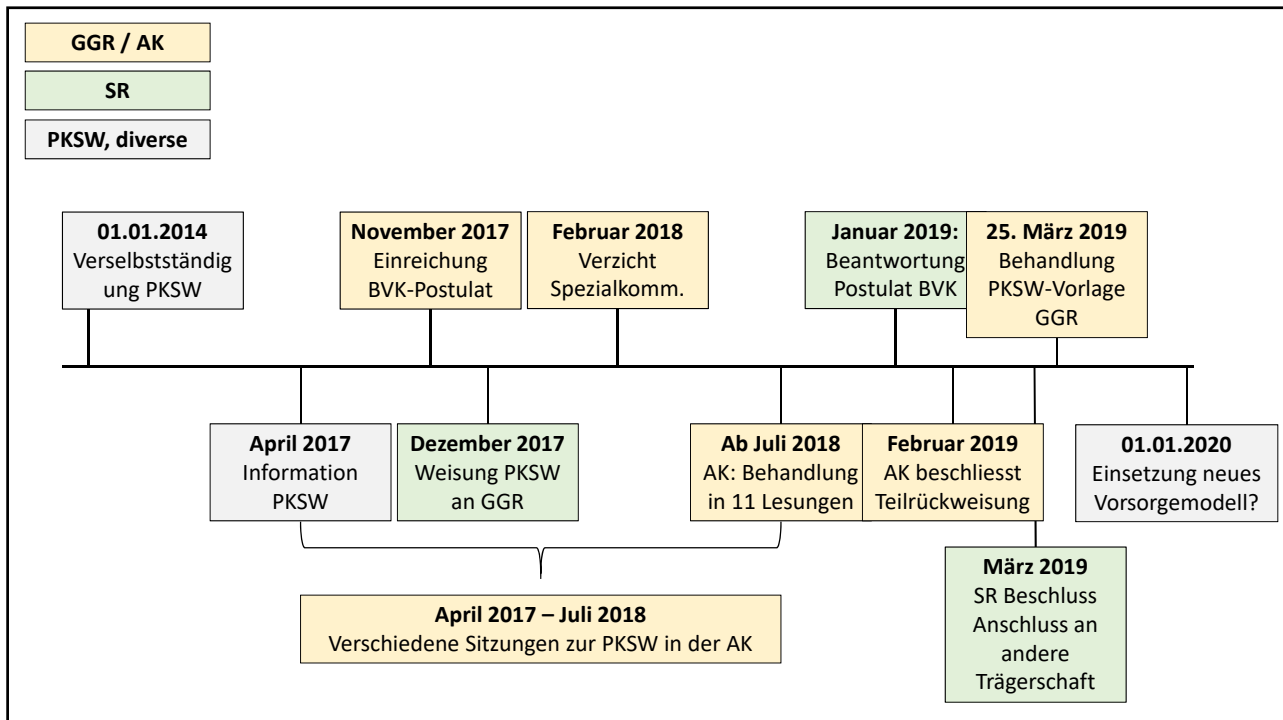 GGR / AK
SR
PKSW, diverse
01.01.2014
Verselbstständig
ung PKSW
November 2017
Einreichung
BVK-Postulat
Februar 2018
Verzicht
Spezialkomm.
Januar 2019:
Beantwortung
Postulat BVK
25. März 2019
Behandlung
PKSW-Vorlage
GGR
April 2017
Information
PKSW
Dezember 2017
Weisung PKSW
an GGR
Ab Juli 2018
AK: Behandlung
in 11 Lesungen
Februar 2019
AK beschliesst
Teilrückweisung
01.01.2020
Einsetzung neues
Vorsorgemodell?
April 2017 – Juli 2018
Verschiedene Sitzungen zur PKSW in der AK
März 2019
SR Beschluss
Anschluss an
andere
Trägerschaft